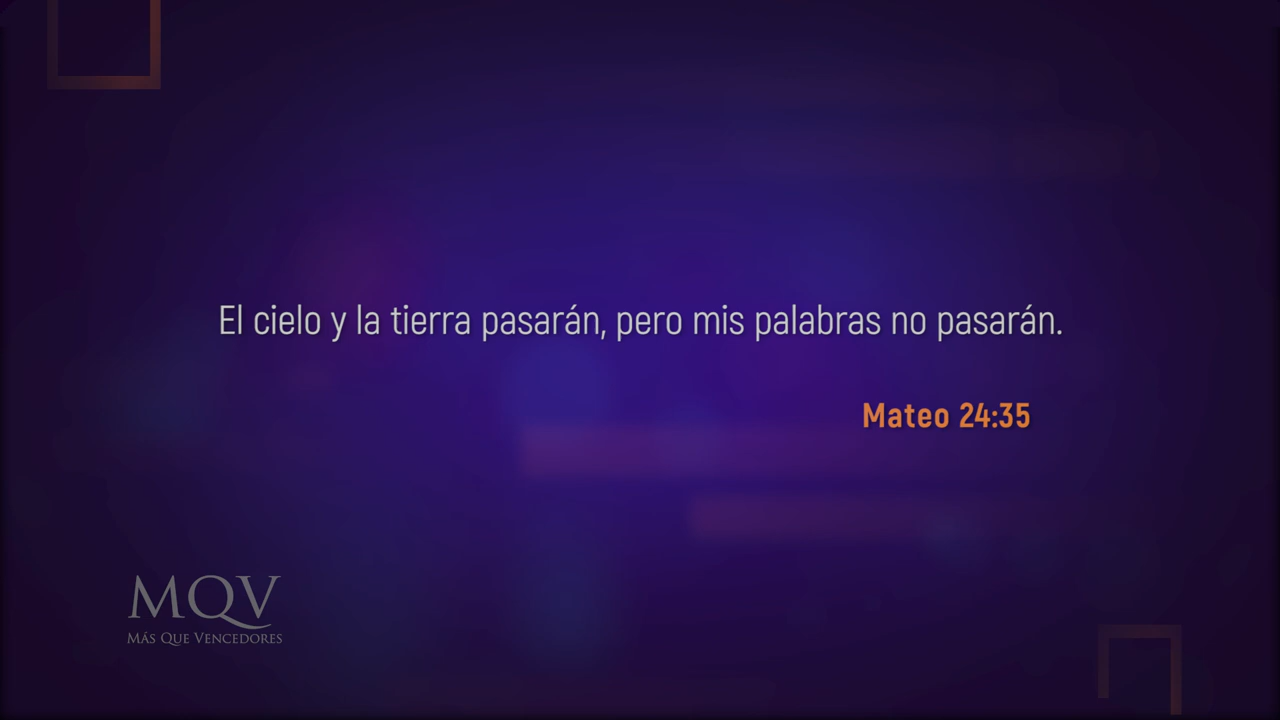 El cielo y la tierra pasarán, pero mis palabras no pasarán.
Mateo 24:35
MQV
Más Que Vencedores